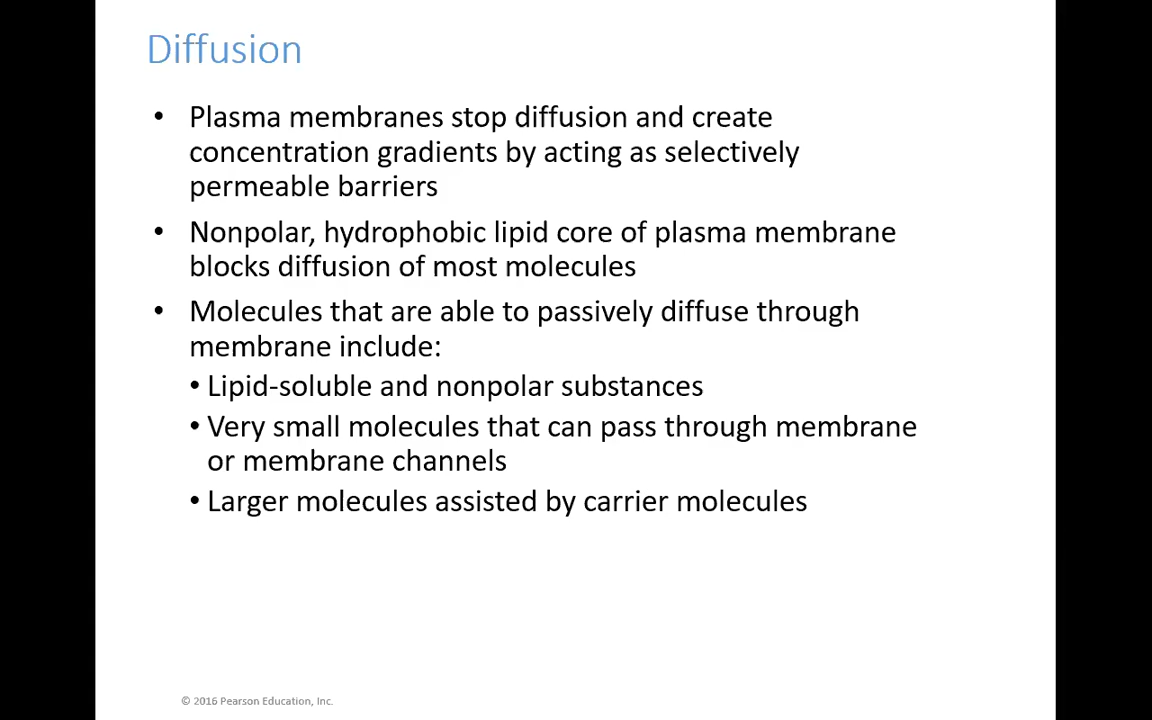 Diffusion
• Plasma membranes stop diffusion and create
concentration gradients by acting as selectively
permeable barriers
• Nonpolar, hydrophobic lipid core of plasma membrane
blocks diffusion of most molecules
• Molecules that are able to passively diffuse through
membrane include:
• Lipid-soluble and nonpolar substances
• Very small molecules that can pass through membrane
or membrane channels
• Larger molecules assisted by carrier molecules
© 2016 Pearson Education, Inc.